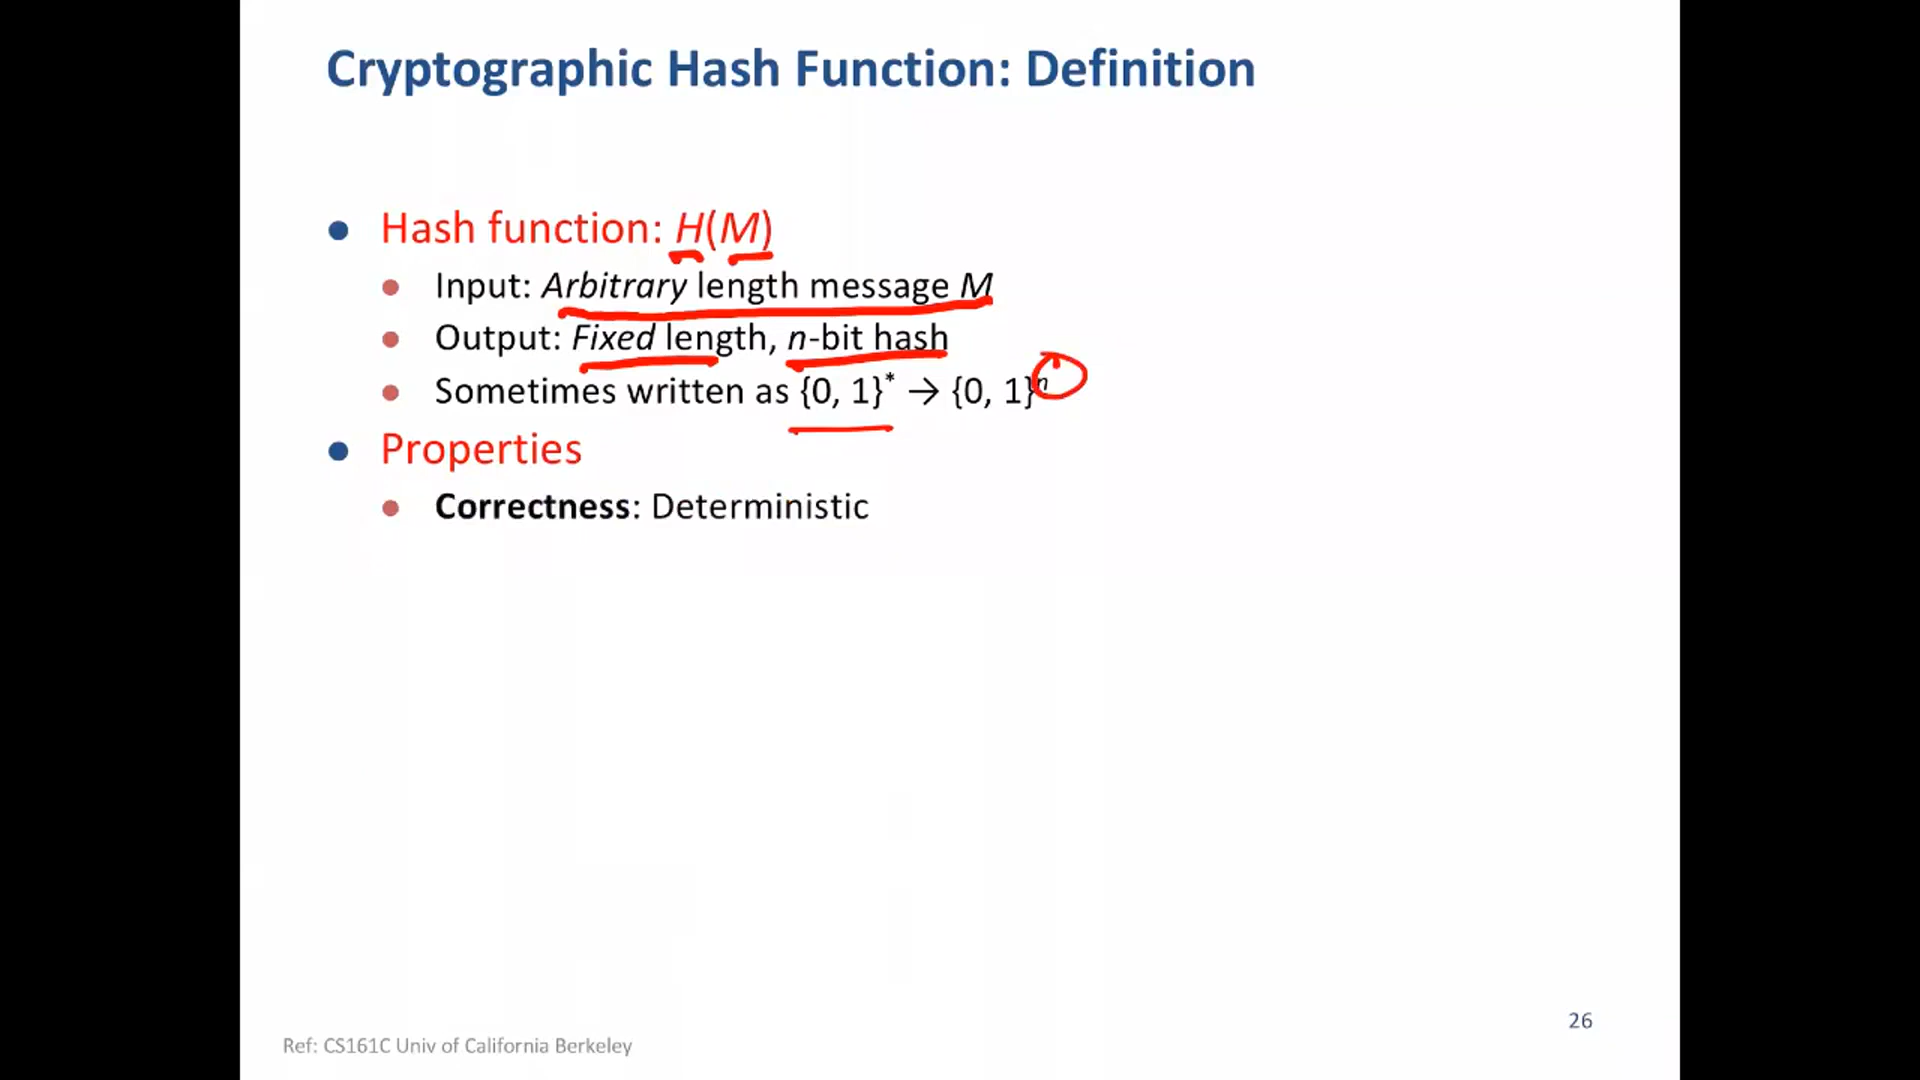 Cryptographic Hash Function: Definition
Hash function: H(M)
Input: Arbitrary length message M
Output: Fixed length, n-bit hash
Sometimes written as {0, 1}* → {0, 1}ⁿ
Properties
Correctness: Deterministic
26
Ref: CS161C Univ of California Berkeley